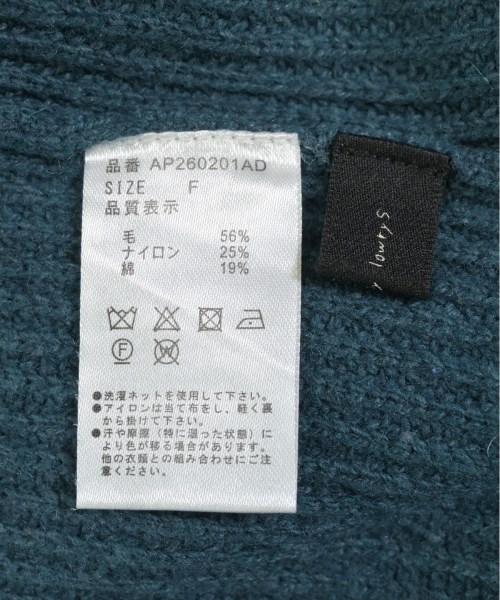 品番 AP260201AD
SIZE F
品質表示
毛 56%
ナイロン 25%
綿 19%
F W
●洗濯ネットを使用して下さい。
●アイロンは当て布をし、軽く裏
から掛けて下さい。
●汗や摩擦（特に湿った状態）に
より色が移る場合があります。
他の衣類との組み合わせにご注
意ください。
y lowrys